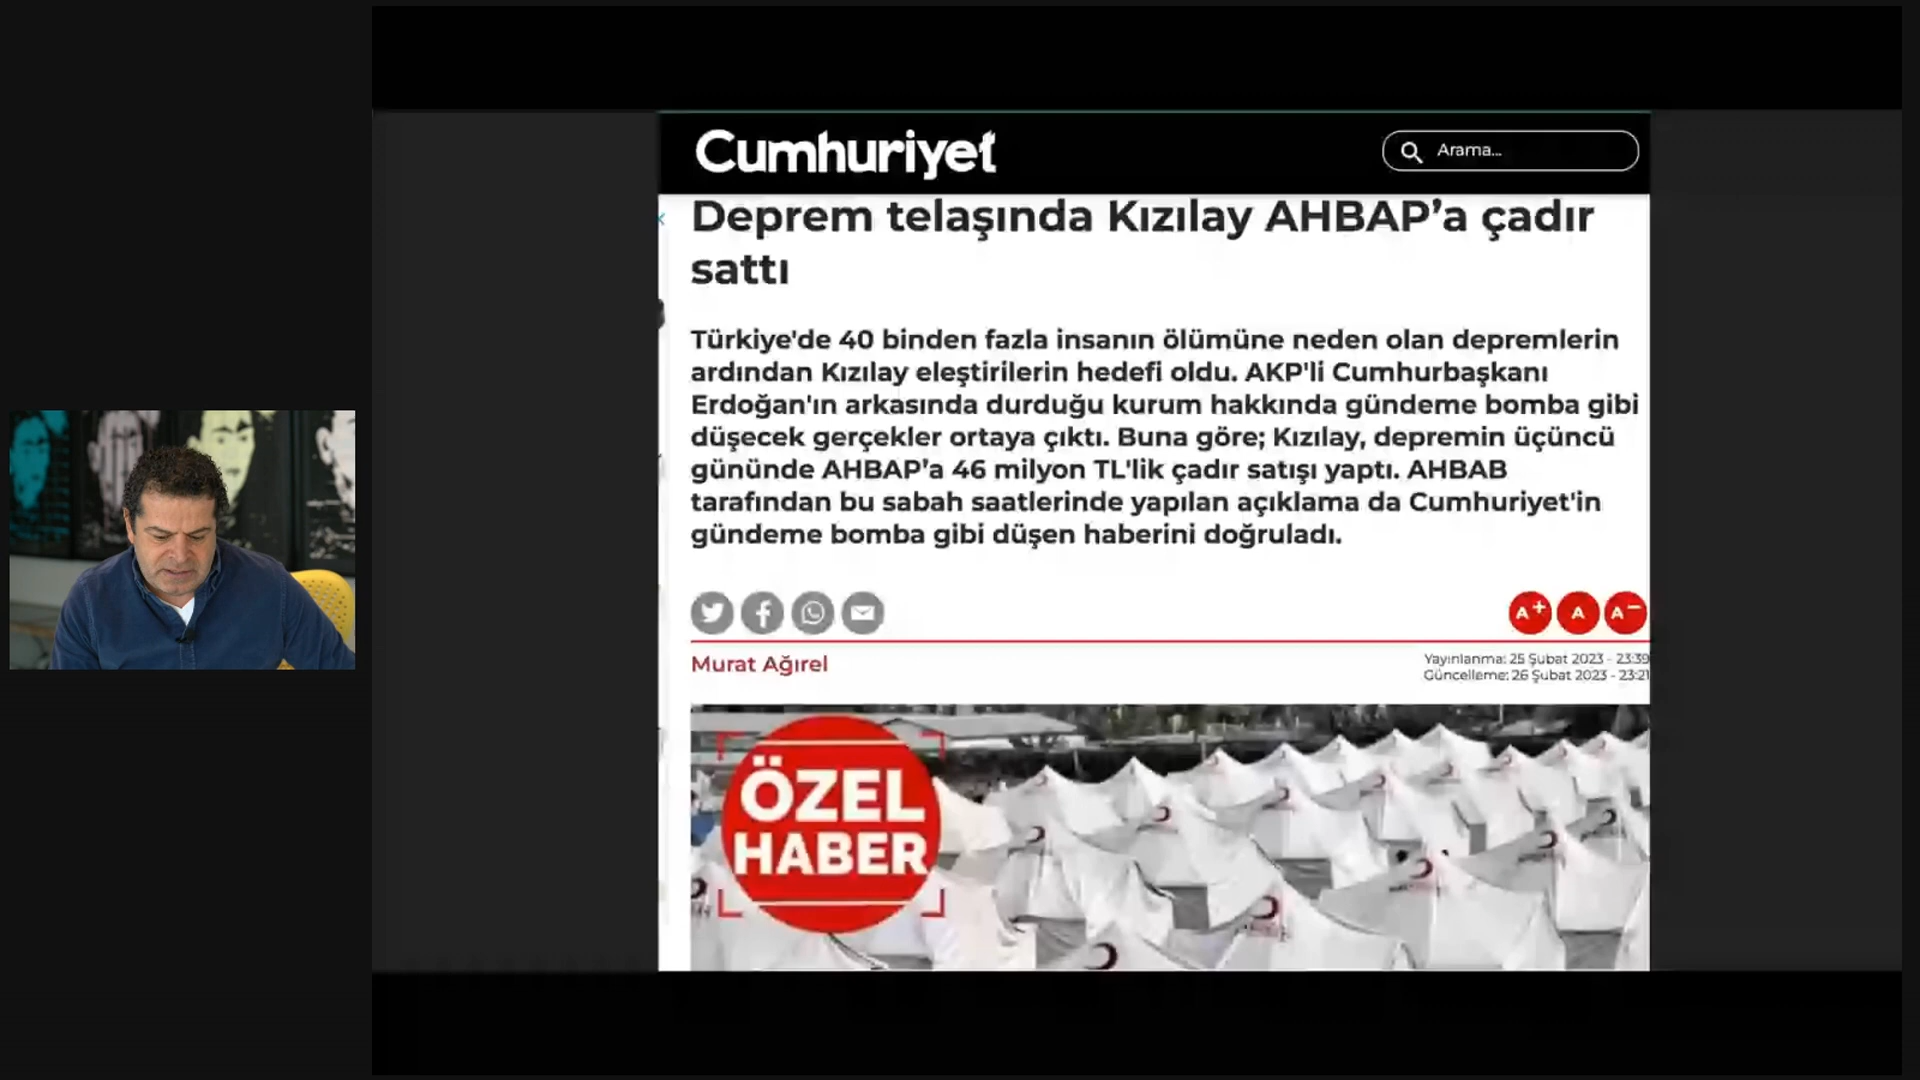 Cumhuriyet
Arama...
Deprem telaşında Kızılay AHBAP’a çadır
sattı
Türkiye'de 40 binden fazla insanın ölümüne neden olan depremlerin
ardından Kızılay eleştirilerin hedefi oldu. AKP'li Cumhurbaşkanı
Erdoğan'ın arkasında durduğu kurum hakkında gündeme bomba gibi
düşecek gerçekler ortaya çıktı. Buna göre; Kızılay, depremin üçüncü
gününde AHBAP’a 46 milyon TL'lik çadır satışı yaptı. AHBAB
tarafından bu sabah saatlerinde yapılan açıklama da Cumhuriyet'in
gündeme bomba gibi düşen haberini doğruladı.
A+ A A-
Murat Ağırel
Yayınlanma: 25 Şubat 2023 - 23:39
Güncelleme: 26 Şubat 2023 - 23:21
ÖZEL
HABER